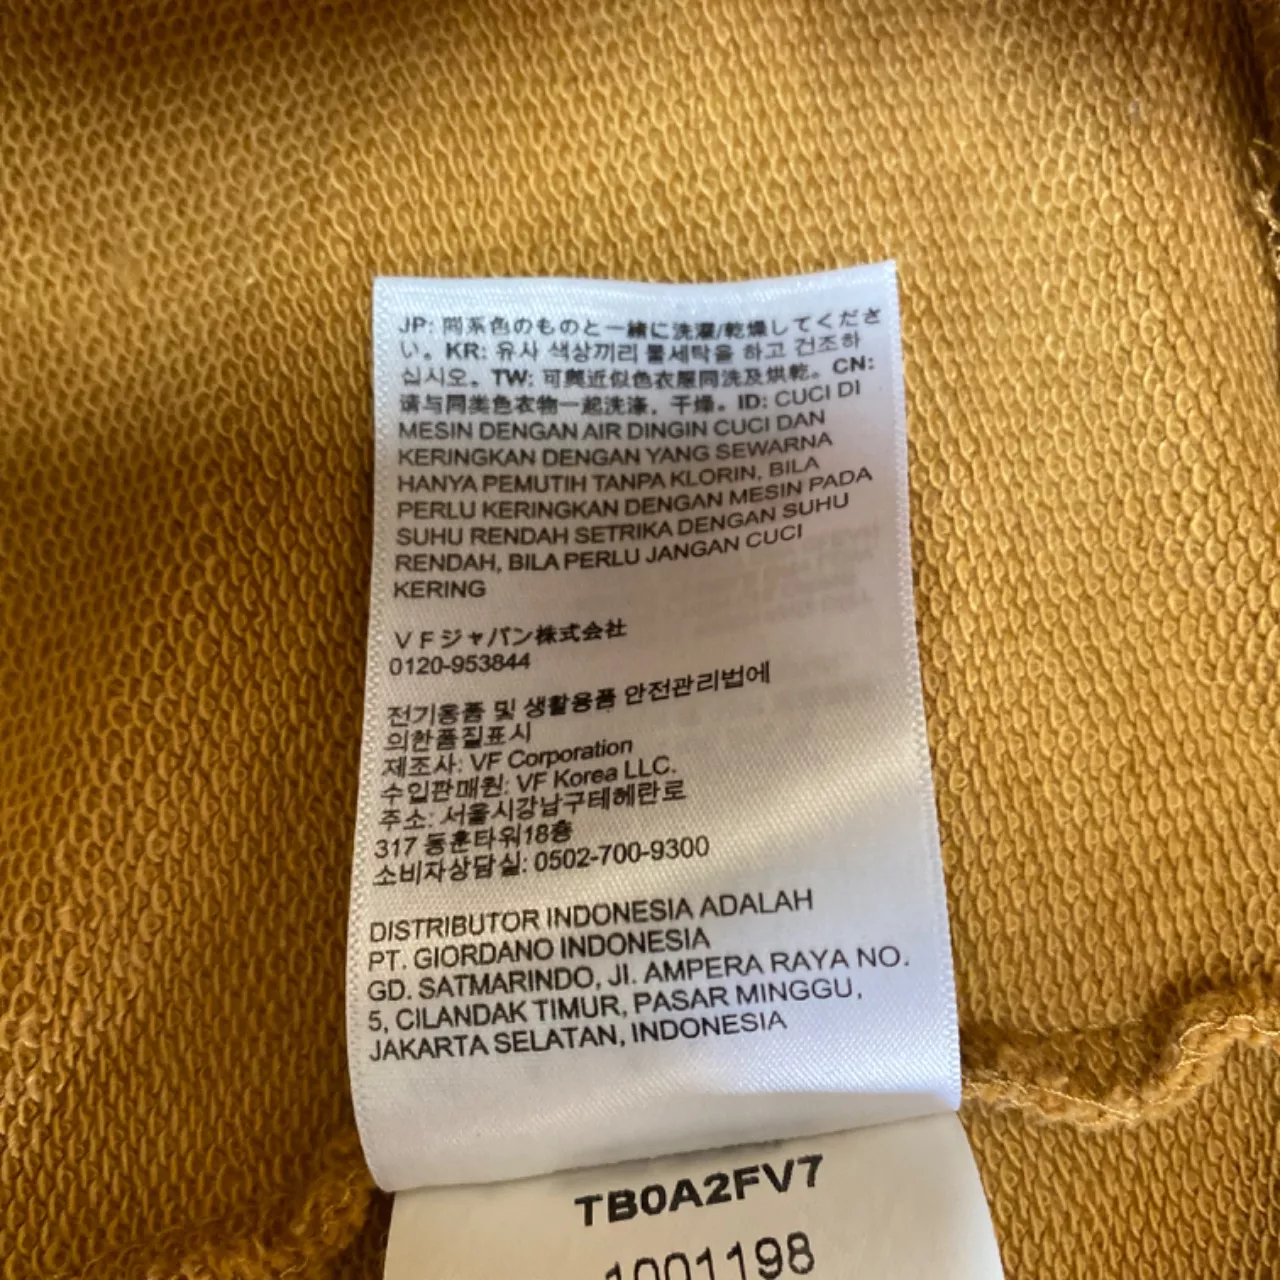 JP: 同系色のものと一緒に洗濯/乾燥してくださ
い。KR: 유사 색상끼리 물세탁을 하고 건조하
십시오。TW: 可與近似色衣服同洗及烘乾。CN:
请与同类色衣物一起洗涤，干燥。ID: CUCI DI
MESIN DENGAN AIR DINGIN CUCI DAN
KERINGKAN DENGAN YANG SEWARNA
HANYA PEMUTIH TANPA KLORIN, BILA
PERLU KERINGKAN DENGAN MESIN PADA
SUHU RENDAH SETRIKA DENGAN SUHU
RENDAH, BILA PERLU JANGAN CUCI
KERING
ＶＦジャパン株式会社
0120-953844
전기용품 및 생활용품 안전관리법에
의한품질표시
제조사: VF Corporation
수입판매원: VF Korea LLC.
주소: 서울시강남구테헤란로
317 동훈타워18층
소비자상담실: 0502-700-9300
DISTRIBUTOR INDONESIA ADALAH
PT. GIORDANO INDONESIA
GD. SATMARINDO, JI. AMPERA RAYA NO.
5, CILANDAK TIMUR, PASAR MINGGU,
JAKARTA SELATAN, INDONESIA
TB0A2FV7
1001198